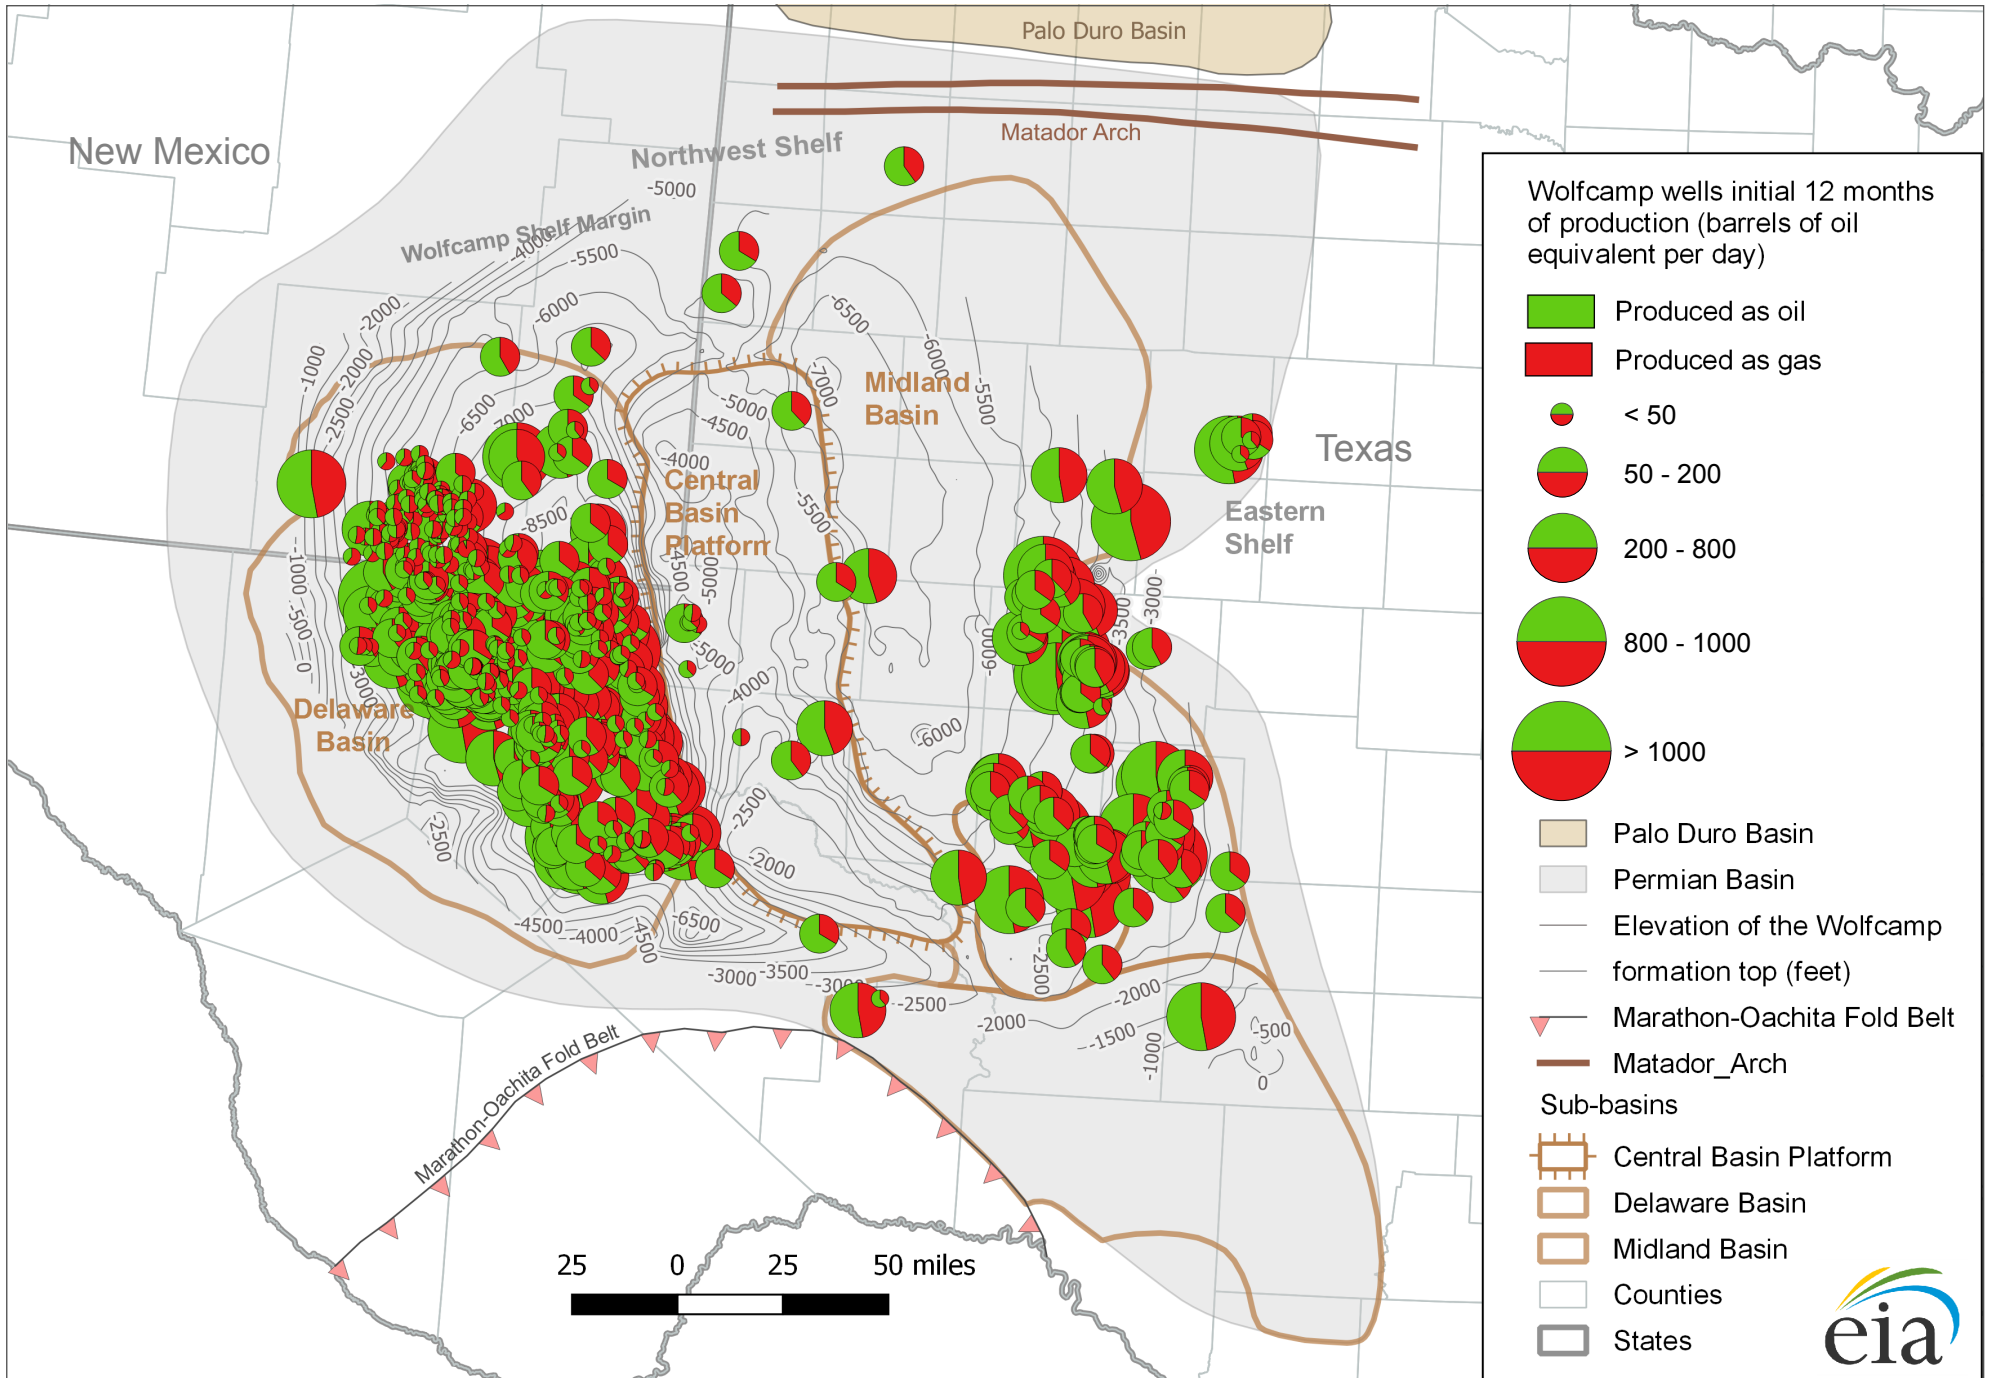 Palo Duro Basin
Matador Arch
New Mexico
Northwest Shelf
-5000
Wolfcamp Shelf Margin
-4000
-5500
-2000
-6000
-6500
-1000
-2000
-2500
-6500
-7000
-7000
-6000
-5500
Midland
Basin
-5000
-4500
-4000
Texas
Central
Basin
Platform
-5500
-8500
Eastern
Shelf
-1000
-500
0
-4500
-5000
-3500
-3000
-6000
-5000
-4000
-3000
Delaware
Basin
-6000
-2500
-2500
-2000
-4500
-4000
-4500
-6500
-3000
-3500
-3000
-2500
-2500
-2000
-2000
-1500
-1000
-500
0
Marathon-Oachita Fold Belt
25 0 25 50 miles
Wolfcamp wells initial 12 months
of production (barrels of oil
equivalent per day)
Produced as oil
Produced as gas
< 50
50 - 200
200 - 800
800 - 1000
> 1000
Palo Duro Basin
Permian Basin
Elevation of the Wolfcamp
formation top (feet)
Marathon-Oachita Fold Belt
Matador_Arch
Sub-basins
Central Basin Platform
Delaware Basin
Midland Basin
Counties
States
eia